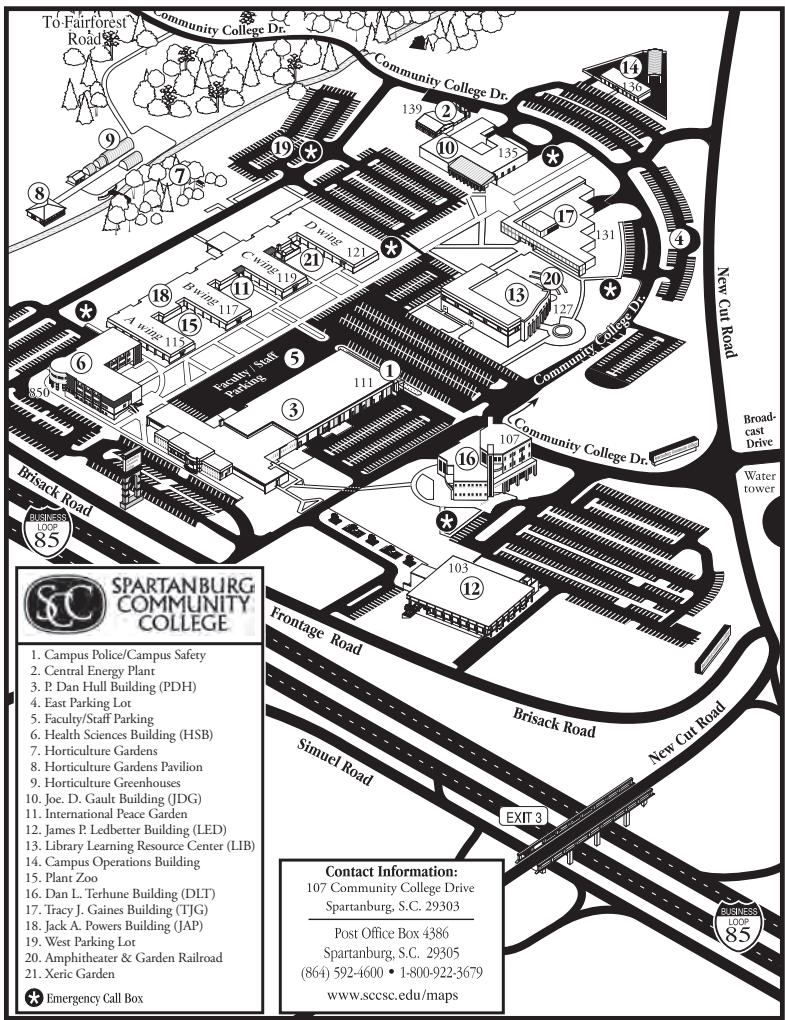 To Fairforest
Road
Community College Dr.
Community College Dr.
14
136
139
2
10
135
9
19
8
7
17
131
4
D wing
121
21
C wing
119
11
18
B wing
117
15
A wing
115
20
13
127
New Cut Road
Community College Dr.
6
850
5
Faculty / Staff
Parking
1
111
3
Community College Dr.
107
16
Broad-
cast
Drive
Water
tower
Brisack Road
BUSINESS
LOOP
85
103
12
Frontage Road
Brisack Road
New Cut Road
Simuel Road
EXIT 3
BUSINESS
LOOP
85
SCC
SPARTANBURG
COMMUNITY
COLLEGE
1. Campus Police/Campus Safety
2. Central Energy Plant
3. P. Dan Hull Building (PDH)
4. East Parking Lot
5. Faculty/Staff Parking
6. Health Sciences Building (HSB)
7. Horticulture Gardens
8. Horticulture Gardens Pavilion
9. Horticulture Greenhouses
10. Joe. D. Gault Building (JDG)
11. International Peace Garden
12. James P. Ledbetter Building (LED)
13. Library Learning Resource Center (LIB)
14. Campus Operations Building
15. Plant Zoo
16. Dan L. Terhune Building (DLT)
17. Tracy J. Gaines Building (TJG)
18. Jack A. Powers Building (JAP)
19. West Parking Lot
20. Amphitheater & Garden Railroad
21. Xeric Garden
Emergency Call Box
Contact Information:
107 Community College Drive
Spartanburg, S.C. 29303
Post Office Box 4386
Spartanburg, S.C. 29305
(864) 592-4600 • 1-800-922-3679
www.sccsc.edu/maps